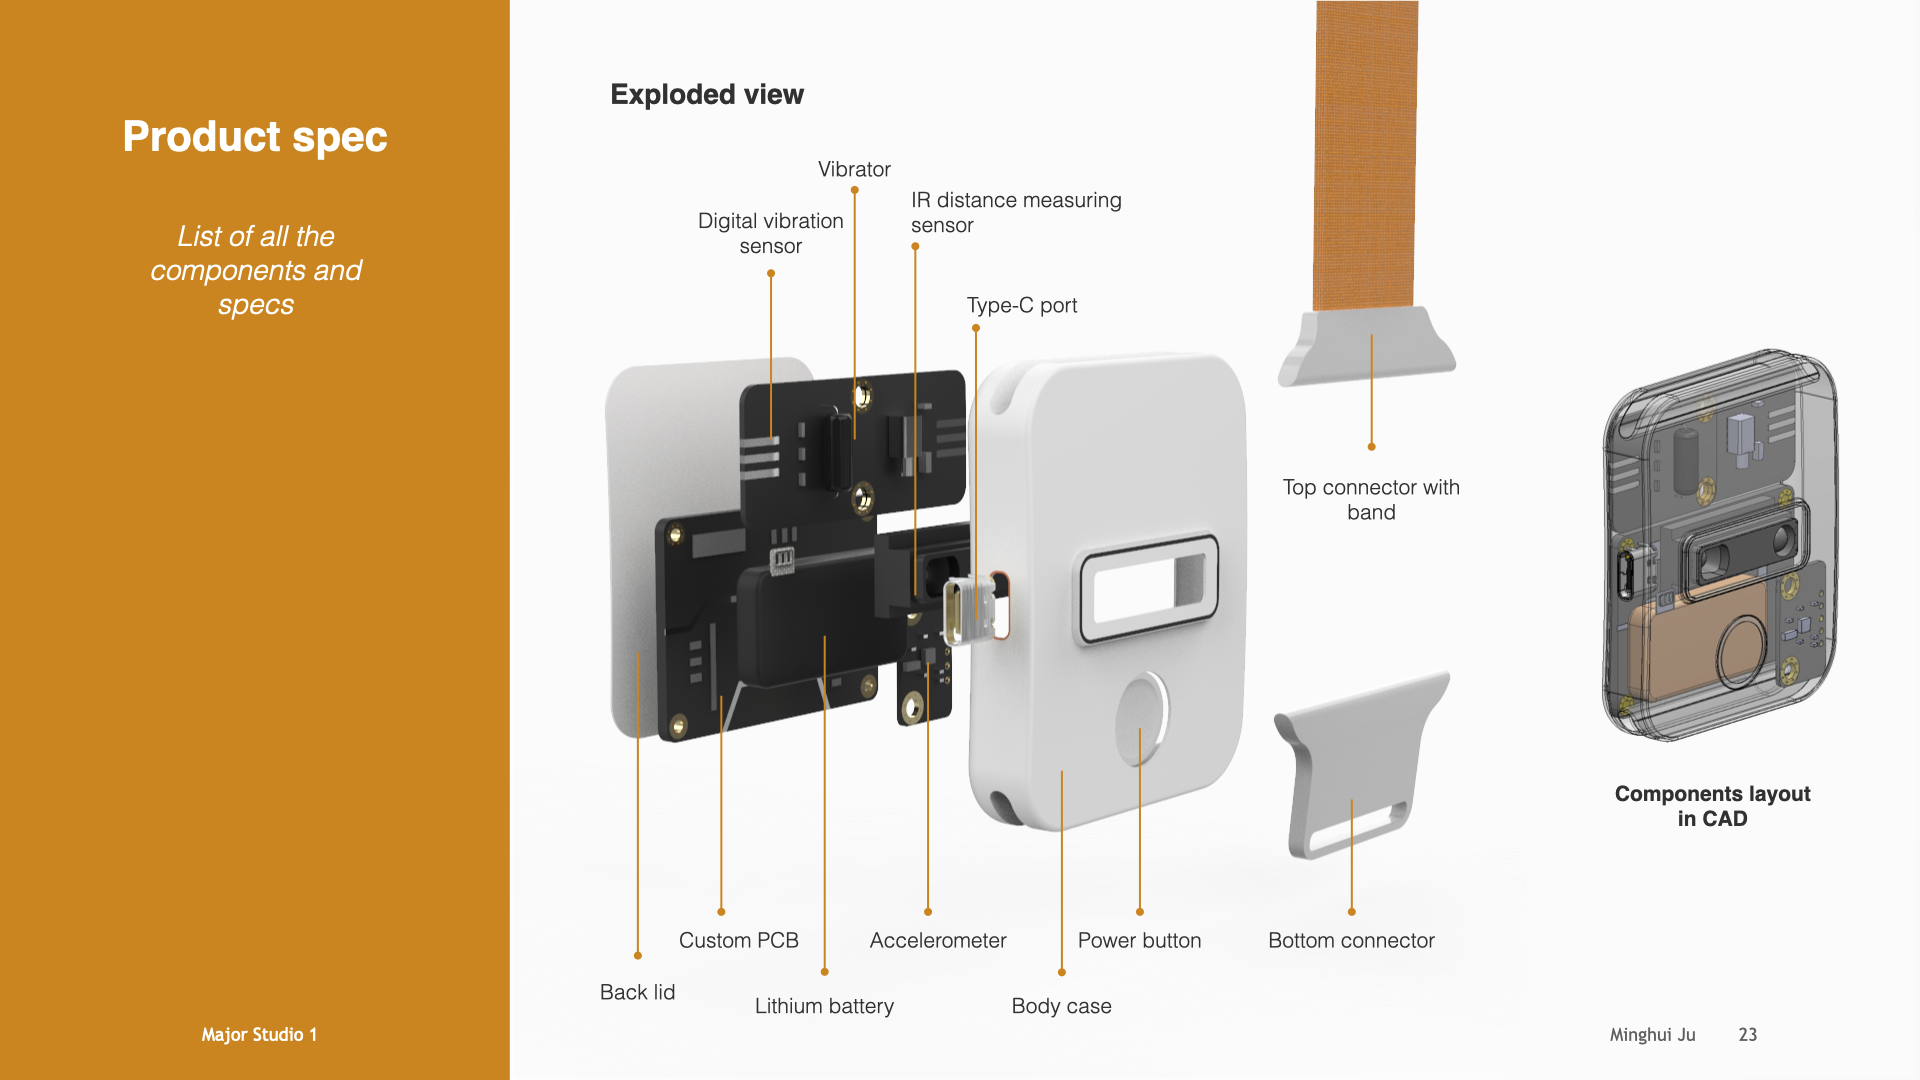 Product spec
List of all the
components and
specs
Major Studio 1
Exploded view
Vibrator
Digital vibration
sensor
IR distance measuring
sensor
Type-C port
Top connector with
band
Components layout
in CAD
Custom PCB
Accelerometer
Power button
Bottom connector
Back lid
Lithium battery
Body case
Minghui Ju
23